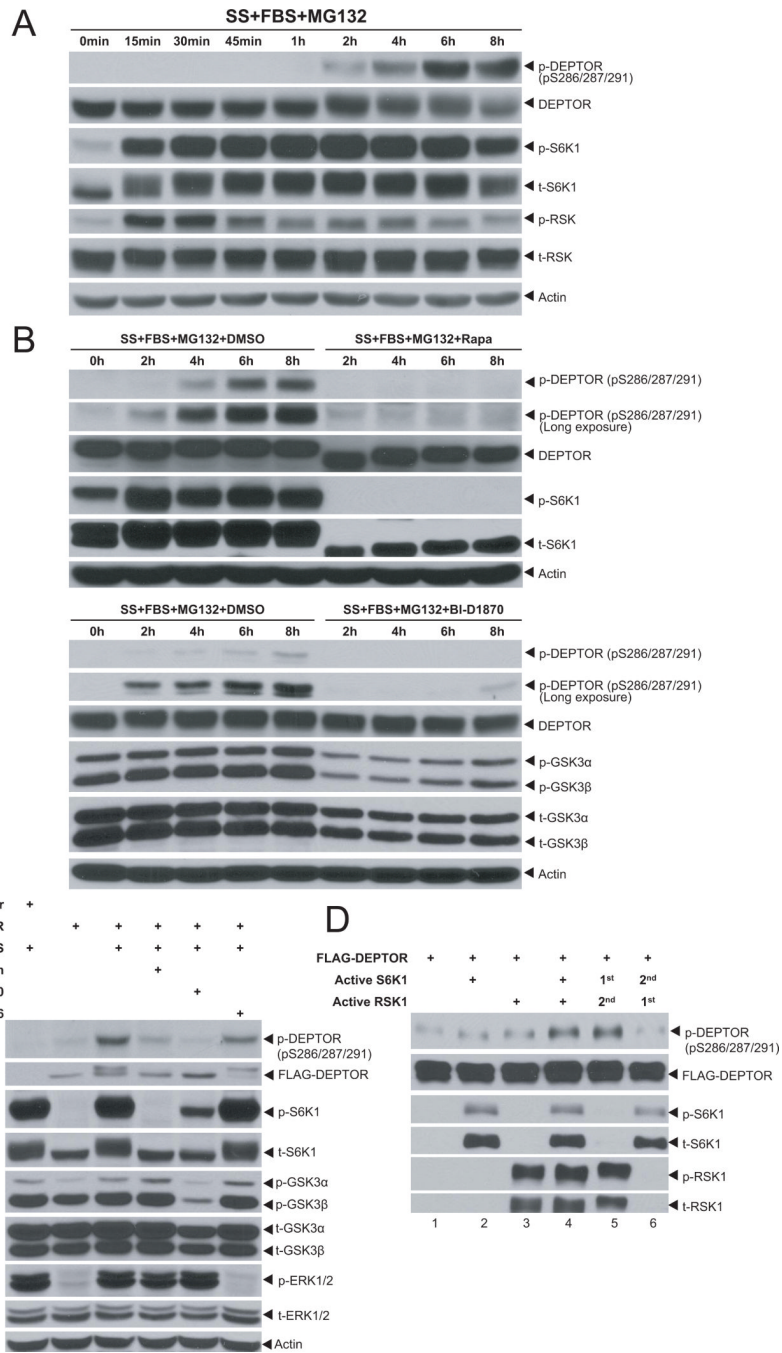 A
SS+FBS+MG132
0min 15min 30min 45min 1h 2h 4h 6h 8h
p-DEPTOR
(pS286/287/291)
DEPTOR
p-S6K1
t-S6K1
p-RSK
t-RSK
Actin
B
SS+FBS+MG132+DMSO SS+FBS+MG132+Rapa
0h 2h 4h 6h 8h 2h 4h 6h 8h
p-DEPTOR (pS286/287/291)
p-DEPTOR (pS286/287/291)
(Long exposure)
DEPTOR
p-S6K1
t-S6K1
Actin
SS+FBS+MG132+DMSO SS+FBS+MG132+BI-D1870
0h 2h 4h 6h 8h 2h 4h 6h 8h
p-DEPTOR (pS286/287/291)
p-DEPTOR (pS286/287/291)
(Long exposure)
DEPTOR
p-GSK3α
p-GSK3β
t-GSK3α
t-GSK3β
Actin
r +
R + + + + +
S + + + + +
n +
0 +
6 +
p-DEPTOR
(pS286/287/291)
FLAG-DEPTOR
p-S6K1
t-S6K1
p-GSK3α
p-GSK3β
t-GSK3α
t-GSK3β
p-ERK1/2
t-ERK1/2
Actin
D
FLAG-DEPTOR + + + + + +
Active S6K1 + + 1st 2nd
Active RSK1 + + 2nd 1st
p-DEPTOR
(pS286/287/291)
FLAG-DEPTOR
p-S6K1
t-S6K1
p-RSK1
t-RSK1
1 2 3 4 5 6